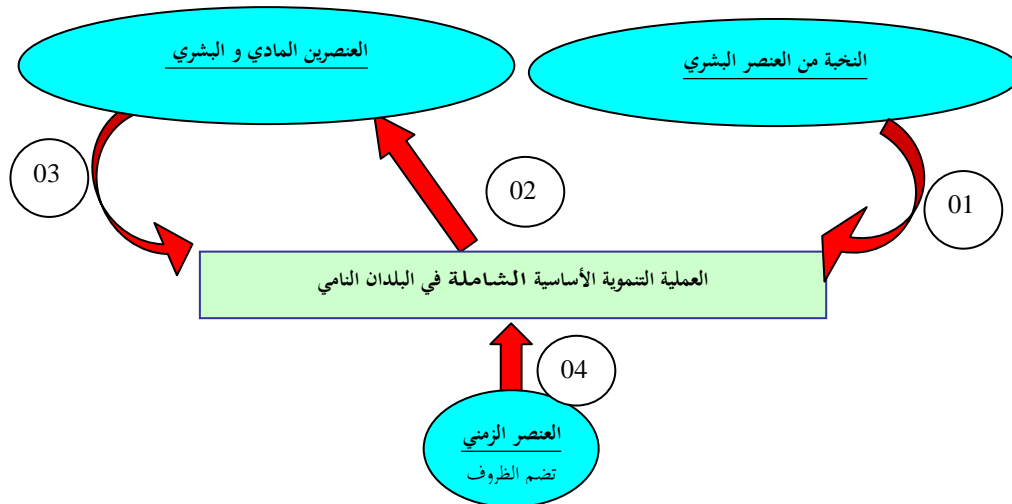 النخبة من العنصر البشري
العنصرين المادي و البشري
03
02
01
العملية التنموية الأساسية الشاملة في البلدان النامي
04
العنصر الزمني
تضم الظروف